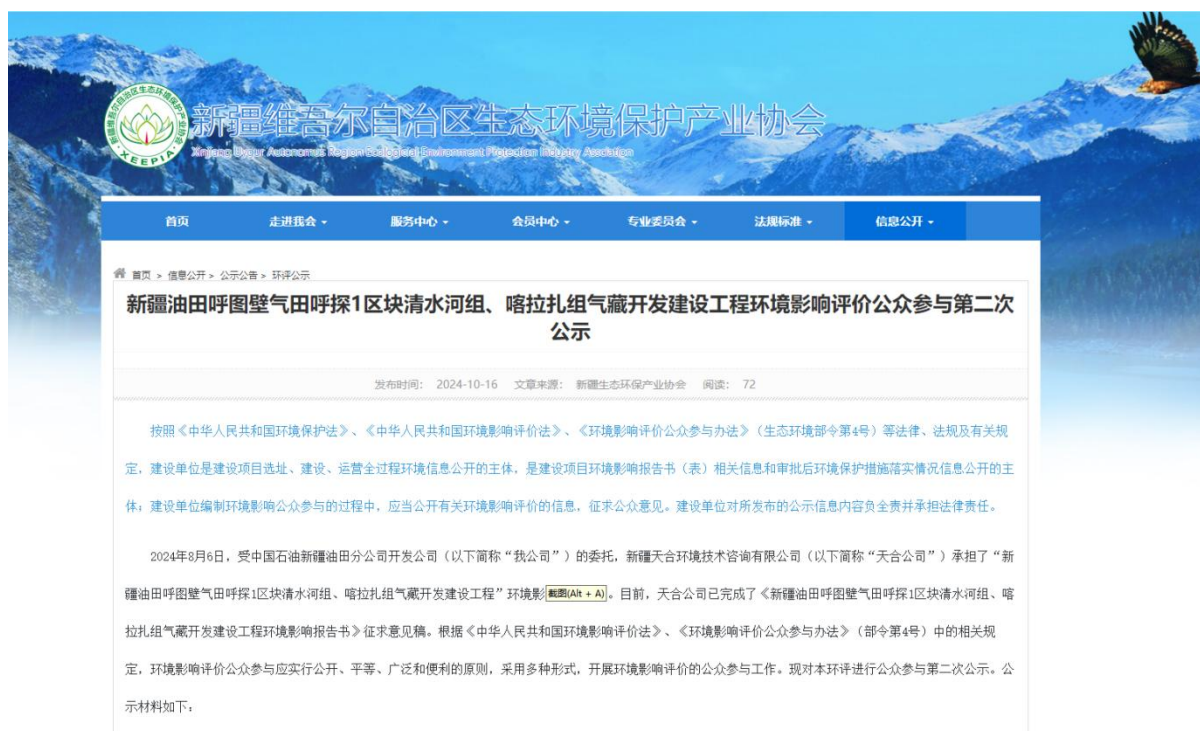 新疆维吾尔自治区生态环境保护产业协会
Xinjiang Uygur Autonomous Region Ecological Environment Protection Industry Assciation
XEEPIA
首页 走进我会 服务中心 会员中心 专业委员会 法规标准 信息公开
首页 > 信息公开 > 公示公告 > 环评公示
新疆油田呼图壁气田呼探1区块清水河组、喀拉扎组气藏开发建设工程环境影响评价公众参与第二次
公示
发布时间： 2024-10-16 文章来源： 新疆生态环保产业协会 阅读： 72
按照《中华人民共和国环境保护法》、《中华人民共和国环境影响评价法》、《环境影响评价公众参与办法》（生态环境部令第4号）等法律、法规及有关规
定，建设单位是建设项目选址、建设、运营全过程环境信息公开的主体，是建设项目环境影响报告书（表）相关信息和审批后环境保护措施落实情况信息公开的主
体；建设单位编制环境影响公众参与的过程中，应当公开有关环境影响评价的信息，征求公众意见。建设单位对所发布的公示信息内容负全责并承担法律责任。
2024年8月6日，受中国石油新疆油田分公司开发公司（以下简称“我公司”）的委托，新疆天合环境技术咨询有限公司（以下简称“天合公司”）承担了“新
疆油田呼图壁气田呼探1区块清水河组、喀拉扎组气藏开发建设工程”环境影 截图(Alt + A) 。目前，天合公司已完成了《新疆油田呼图壁气田呼探1区块清水河组、喀
拉扎组气藏开发建设工程环境影响报告书》征求意见稿。根据《中华人民共和国环境影响评价法》、《环境影响评价公众参与办法》（部令第4号）中的相关规
定，环境影响评价公众参与应实行公开、平等、广泛和便利的原则，采用多种形式，开展环境影响评价的公众参与工作。现对本环评进行公众参与第二次公示。公
示材料如下：